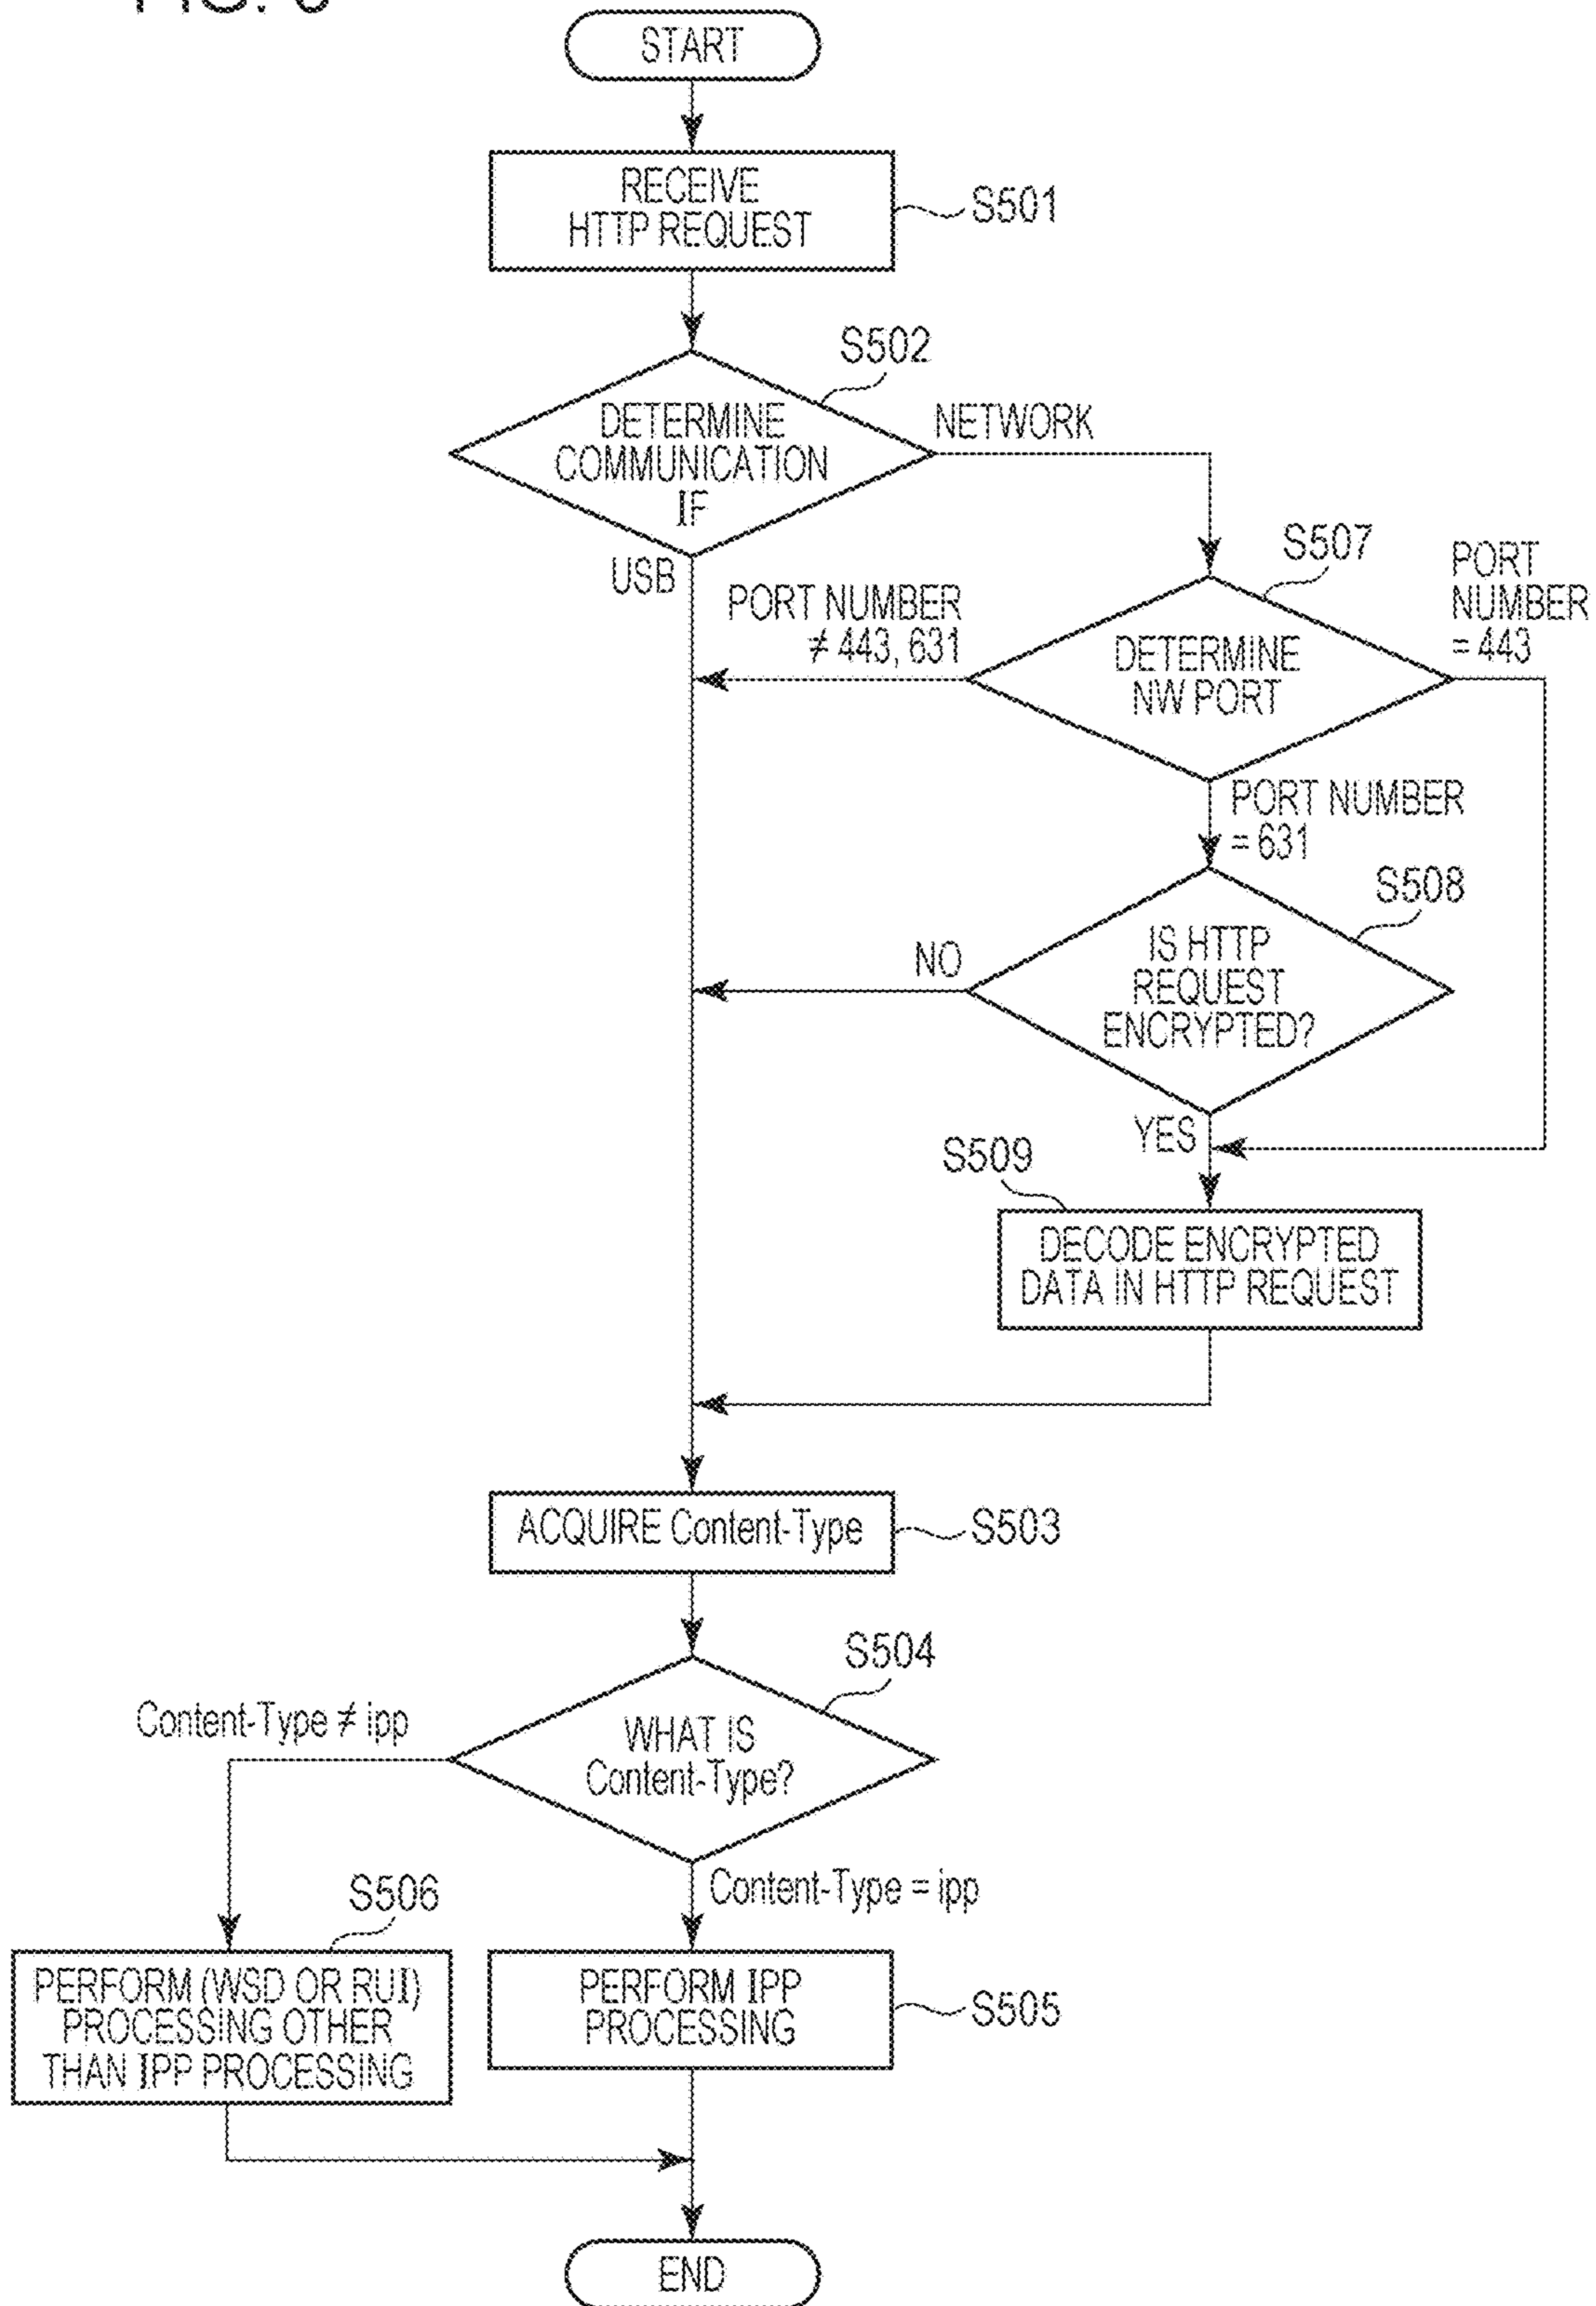 START
RECEIVE
HTTP REQUEST
S501
S502
DETERMINE
COMMUNICATION
IF
NETWORK
USB
S507
PORT
NUMBER
= 443
PORT NUMBER
≠ 443, 631
DETERMINE
NW PORT
PORT NUMBER
= 631
S508
IS HTTP
REQUEST
ENCRYPTED?
NO
YES
S509
DECODE ENCRYPTED
DATA IN HTTP REQUEST
ACQUIRE Content-Type
S503
S504
WHAT IS
Content-Type?
Content-Type ≠ ipp
Content-Type = ipp
S506
PERFORM (WSD OR RUI)
PROCESSING OTHER
THAN IPP PROCESSING
PERFORM IPP
PROCESSING
S505
END